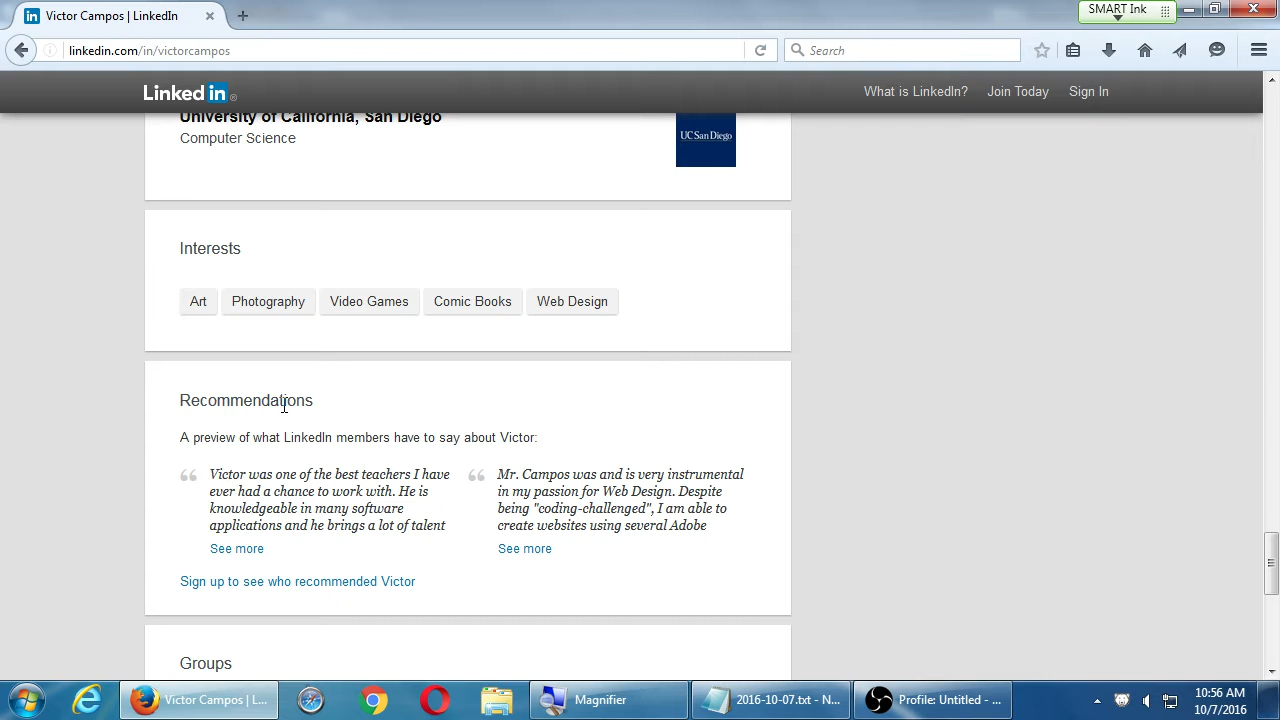 Victor Campos | LinkedIn
SMART Ink
linkedin.com/in/victorcampos
Search
Linked in ®
What is LinkedIn?
Join Today
Sign In
University of California, San Diego
Computer Science
UC San Diego
Interests
Art
Photography
Video Games
Comic Books
Web Design
Recommendations
A preview of what LinkedIn members have to say about Victor:
Victor was one of the best teachers I have
ever had a chance to work with. He is
knowledgeable in many software
applications and he brings a lot of talent
See more
Mr. Campos was and is very instrumental
in my passion for Web Design. Despite
being "coding-challenged", I am able to
create websites using several Adobe
See more
Sign up to see who recommended Victor
Groups
Victor Campos | L...
Magnifier
2016-10-07.txt - N...
Profile: Untitled - ...
10:56 AM
10/7/2016